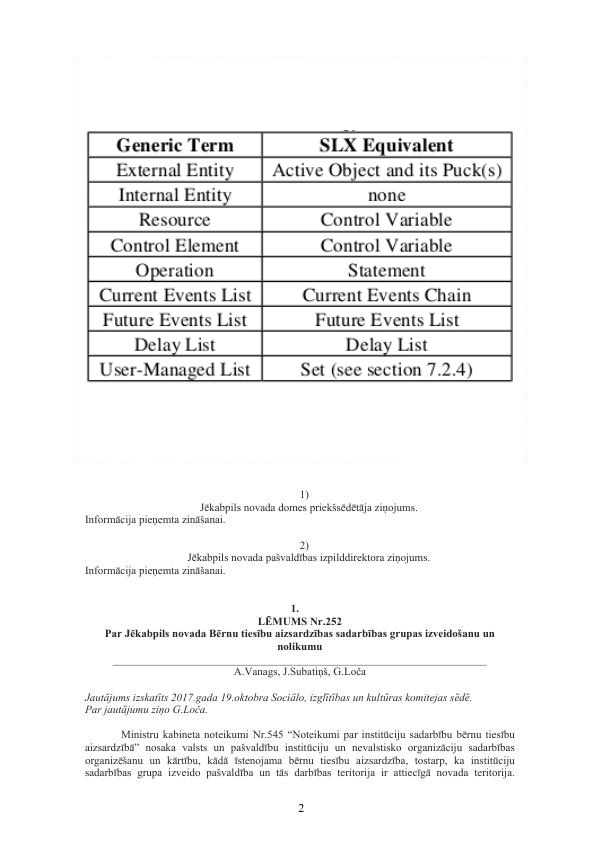 Generic Term SLX Equivalent
External Entity Active Object and its Puck(s)
Internal Entity none
Resource Control Variable
Control Element Control Variable
Operation Statement
Current Events List Current Events Chain
Future Events List Future Events List
Delay List Delay List
User-Managed List Set (see section 7.2.4)
1)
Jēkabpils novada domes priekšsēdētāja ziņojums.
Informācija pieņemta zināšanai.
2)
Jēkabpils novada pašvaldības izpilddirektora ziņojums.
Informācija pieņemta zināšanai.
1.
LĒMUMS Nr.252
Par Jēkabpils novada Bērnu tiesību aizsardzības sadarbības grupas izveidošanu un
nolikumu
A.Vanags, J.Subatiņš, G.Loča
Jautājums izskatīts 2017.gada 19.oktobra Sociālo, izglītības un kultūras komitejas sēdē.
Par jautājumu ziņo G.Loča.
Ministru kabineta noteikumi Nr.545 “Noteikumi par institūciju sadarbību bērnu tiesību
aizsardzībā” nosaka valsts un pašvaldību institūciju un nevalstisko organizāciju sadarbības
organizēšanu un kārtību, kādā īstenojama bērnu tiesību aizsardzība, tostarp, ka institūciju
sadarbības grupa izveido pašvaldība un tās darbības teritorija ir attiecīgā novada teritorija.
2